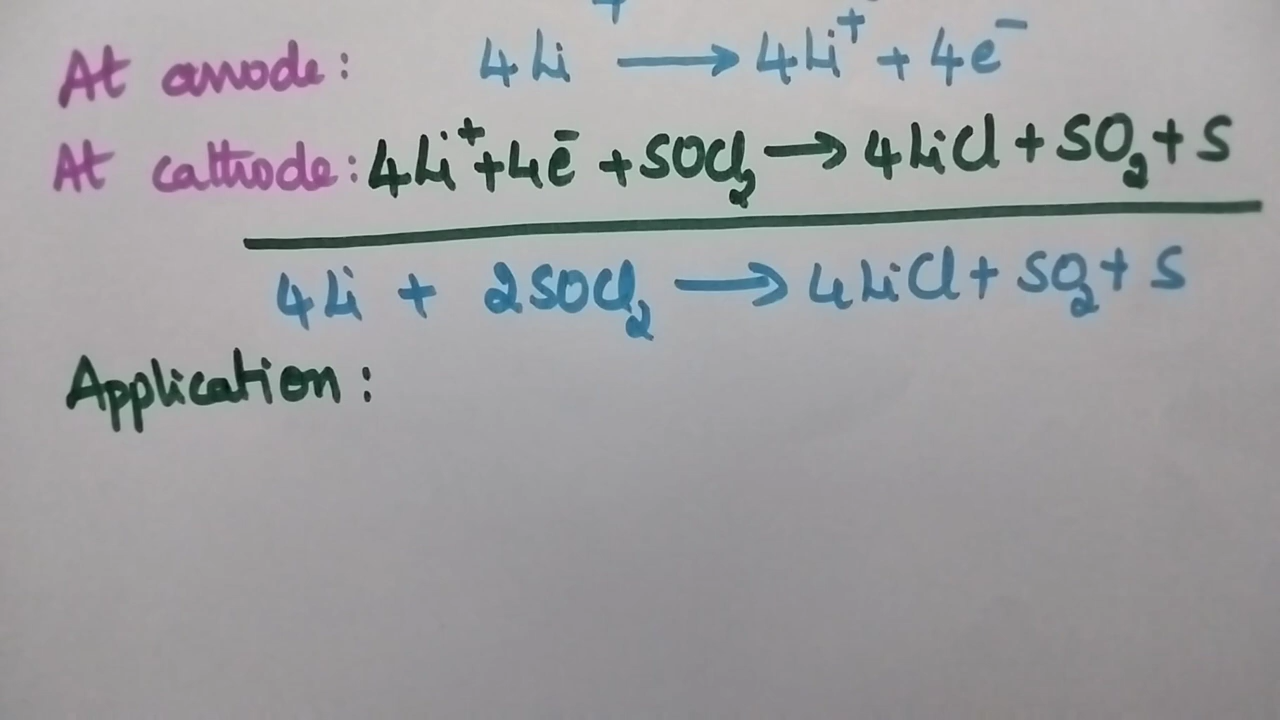 At anode: 4Li ⟶ 4Li⁺ + 4e⁻
At cathode: 4Li⁺+4e⁻ + SOCl₂ → 4LiCl + SO₂ + S
4Li + 2SOCl₂ ⟶ 4LiCl + SO₂ + S
Application: